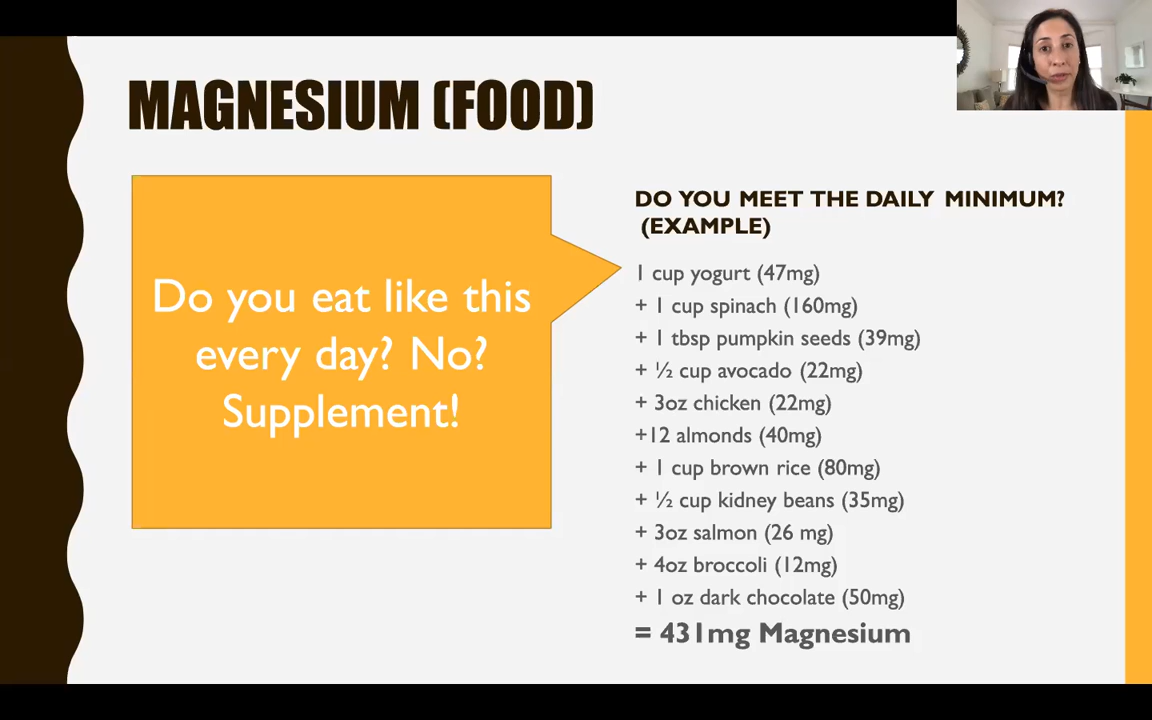 MAGNESIUM (FOOD)
Do you eat like this
every day? No?
Supplement!
DO YOU MEET THE DAILY MINIMUM?
(EXAMPLE)
1 cup yogurt (47mg)
+ 1 cup spinach (160mg)
+ 1 tbsp pumpkin seeds (39mg)
+ ½ cup avocado (22mg)
+ 3oz chicken (22mg)
+12 almonds (40mg)
+ 1 cup brown rice (80mg)
+ ½ cup kidney beans (35mg)
+ 3oz salmon (26 mg)
+ 4oz broccoli (12mg)
+ 1 oz dark chocolate (50mg)
= 431mg Magnesium